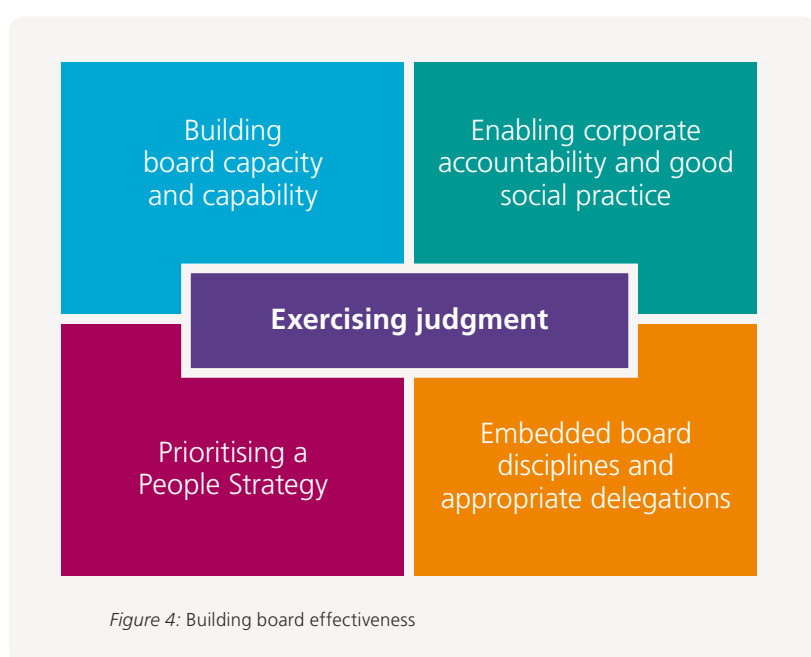 Building
board capacity
and capability
Enabling corporate
accountability and good
social practice
Exercising judgment
Prioritising a
People Strategy
Embedded board
disciplines and
appropriate delegations
Figure 4: Building board effectiveness